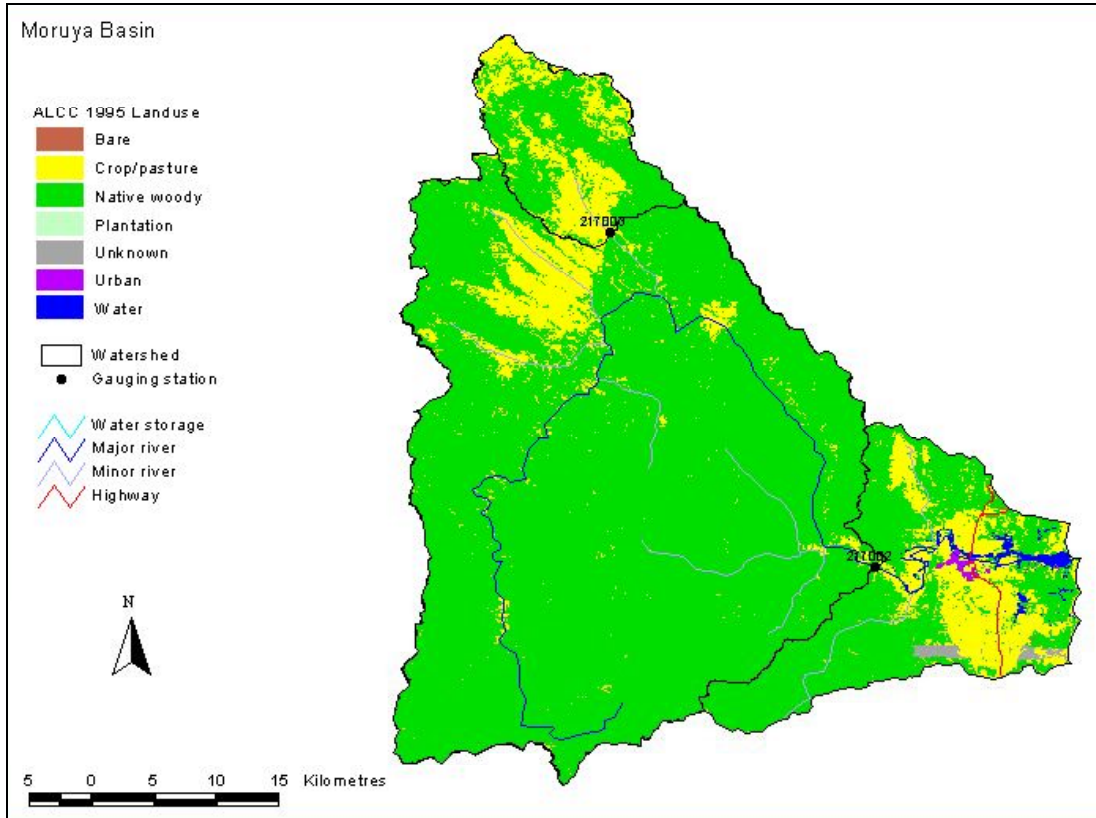 Moruya Basin
ALCC 1995 Landuse
Bare
Crop/pasture
Native woody
Plantation
Unknown
Urban
Water
Watershed
Gauging station
Water storage
Major river
Minor river
Highway
N
5 0 5 10 15 Kilometres
217003
217002